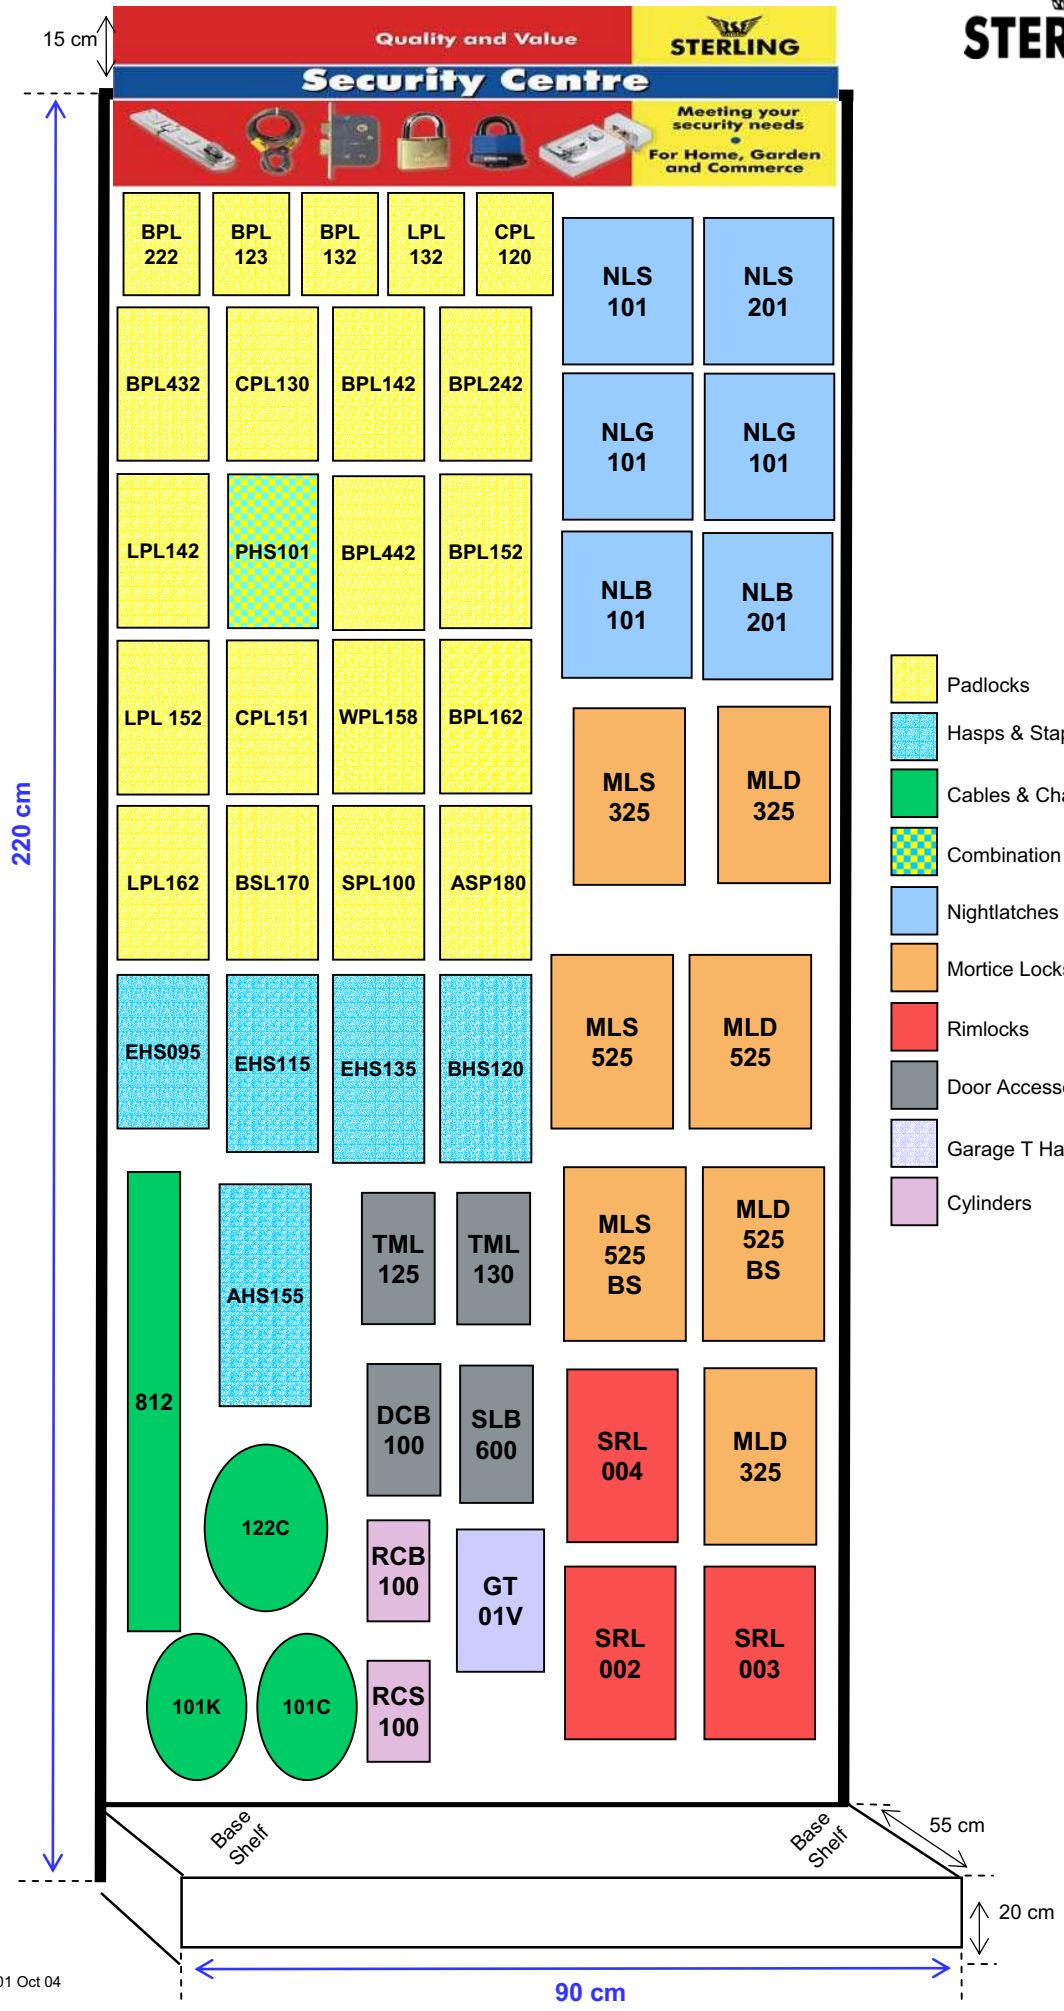 15 cm
Quality and Value
STERLING
Security Centre
Meeting your
security needs
•
For Home, Garden
and Commerce
BPL
222
BPL
123
BPL
132
LPL
132
CPL
120
NLS
101
NLS
201
BPL432
CPL130
BPL142
BPL242
NLG
101
NLG
101
LPL142
PHS101
BPL442
BPL152
NLB
101
NLB
201
LPL 152
CPL151
WPL158
BPL162
MLS
325
MLD
325
LPL162
BSL170
SPL100
ASP180
MLS
525
MLD
525
EHS095
EHS115
EHS135
BHS120
MLS
525
BS
MLD
525
BS
812
AHS155
TML
125
TML
130
DCB
100
SLB
600
SRL
004
MLD
325
122C
RCB
100
GT
01V
SRL
002
SRL
003
101K
101C
RCS
100
220 cm
Padlocks
Hasps &
Cables &
Combination
Nightlatches
Mortice
Rimlocks
Door
Garage T
Cylinders
Base
Shelf
Base
Shelf
55 cm
20 cm
90 cm
01 Oct 04